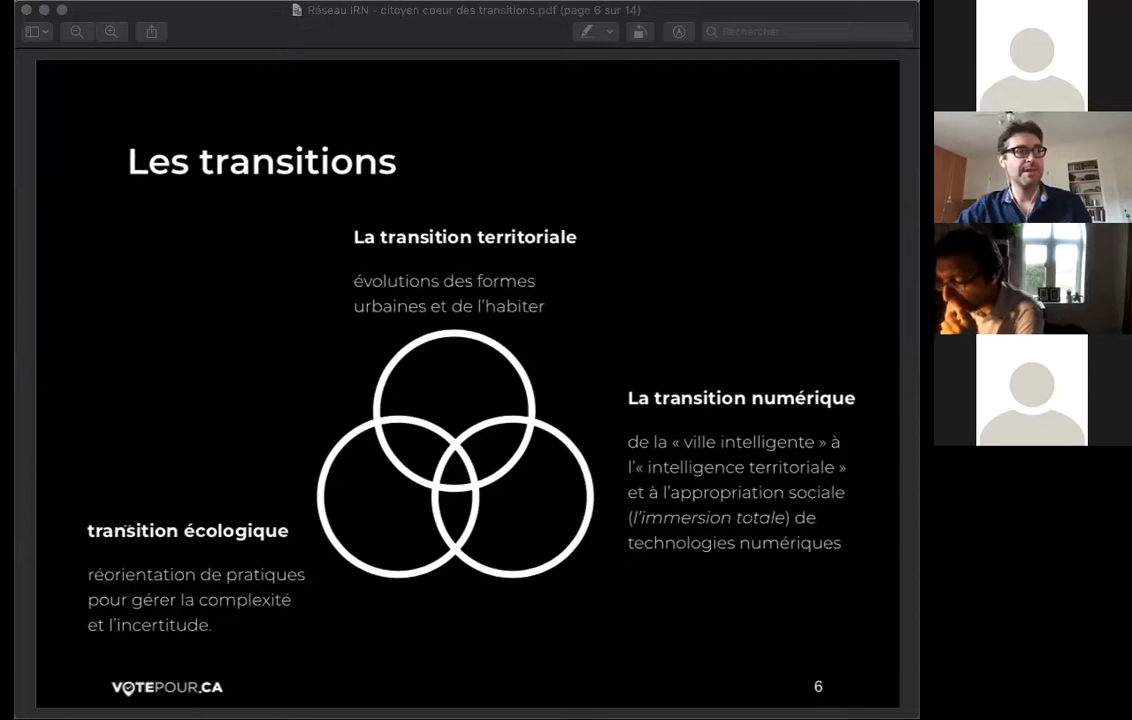 Réseau IRN - citoyen coeur des transitions.pdf (page 6 sur 14)
Rechercher
Les transitions
La transition territoriale
évolutions des formes
urbaines et de l'habiter
La transition numérique
de la « ville intelligente » à
l'« intelligence territoriale »
et à l'appropriation sociale
(l'immersion totale) de
technologies numériques
transition écologique
réorientation de pratiques
pour gérer la complexité
et l'incertitude.
VOTEPOUR.CA
6